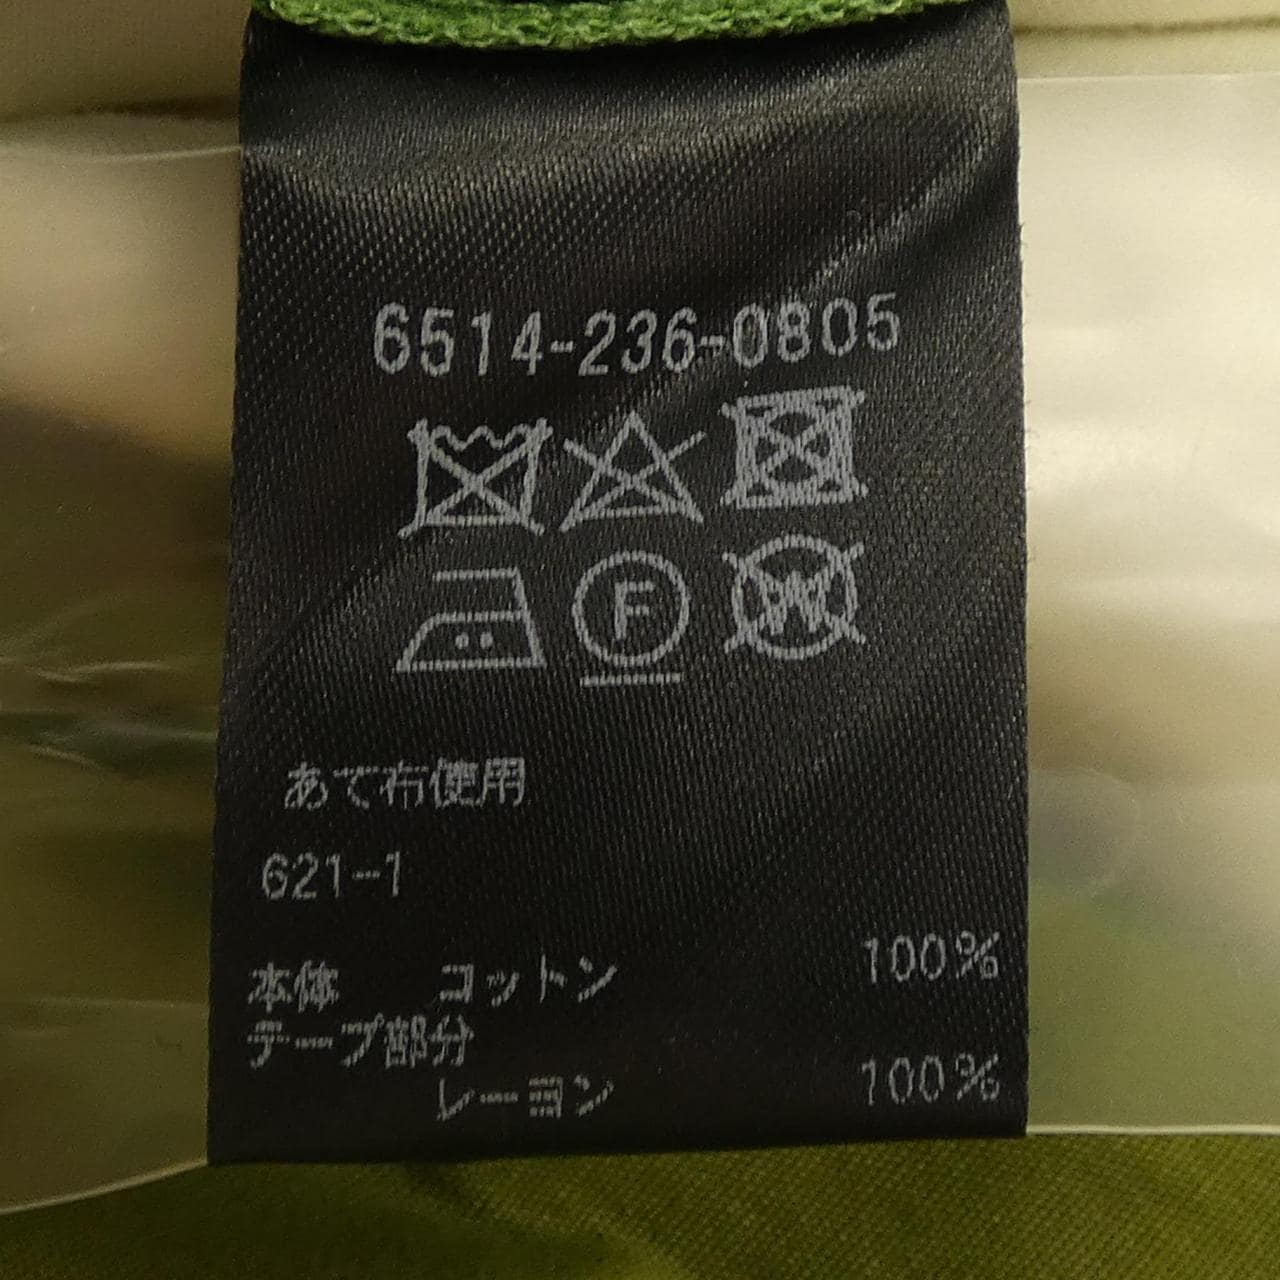 6514-236-0805
F W
あて布使用
621-1
本体 コットン 100%
テープ部分
レーヨン 100%